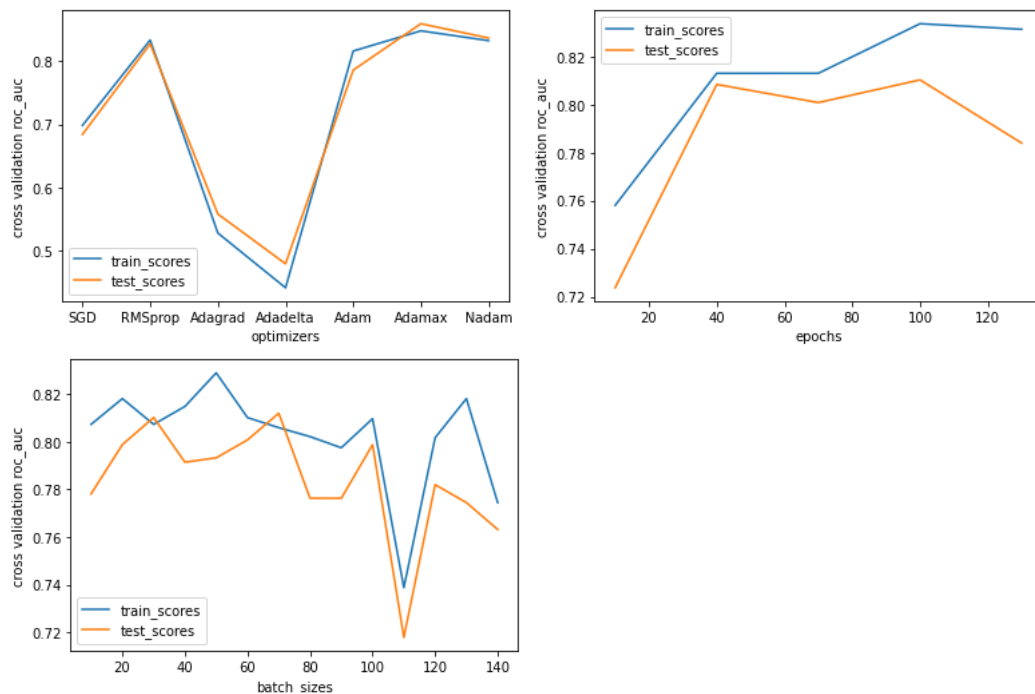 cross validation roc_auc
0.8
0.7
0.6
0.5
train_scores
test_scores
SGD RMSprop Adagrad Adadelta Adam Adamax Nadam
optimizers
cross validation roc_auc
0.82
0.80
0.78
0.76
0.74
0.72
train_scores
test_scores
20 40 60 80 100 120
epochs
cross validation roc_auc
0.82
0.80
0.78
0.76
0.74
0.72
train_scores
test_scores
20 40 60 80 100 120 140
batch_sizes